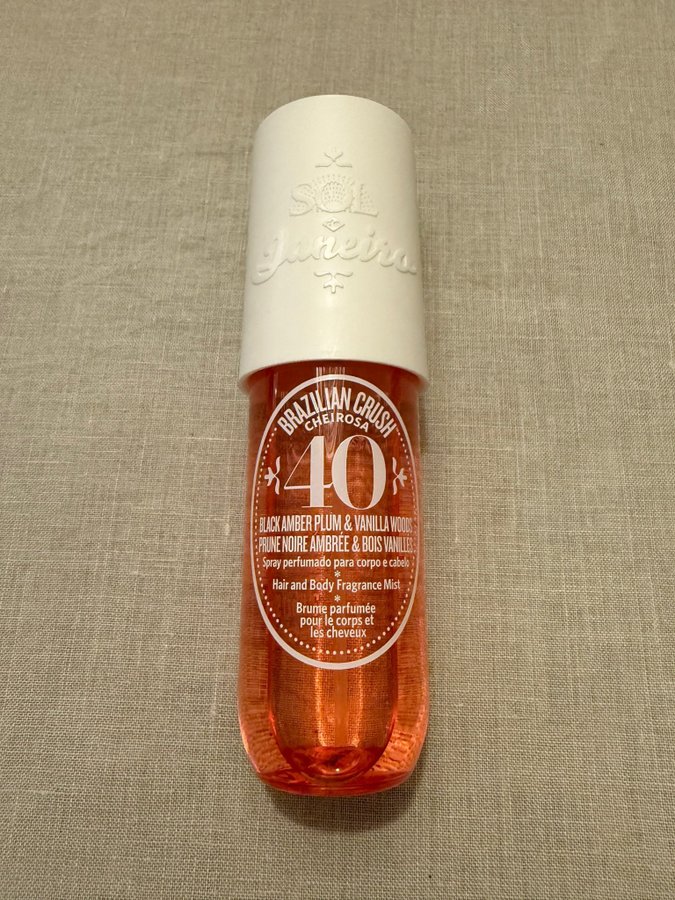 SOL
de
Janeiro
BRAZILIAN CRUSH
CHEIROSA
40
BLACK AMBER PLUM & VANILLA WOODS
PRUNE NOIRE AMBRÉE & BOIS VANILLÉS
Spray perfumado para corpo e cabelo
*
Hair and Body Fragrance Mist
*
Brume parfumée
pour le corps et
les cheveux